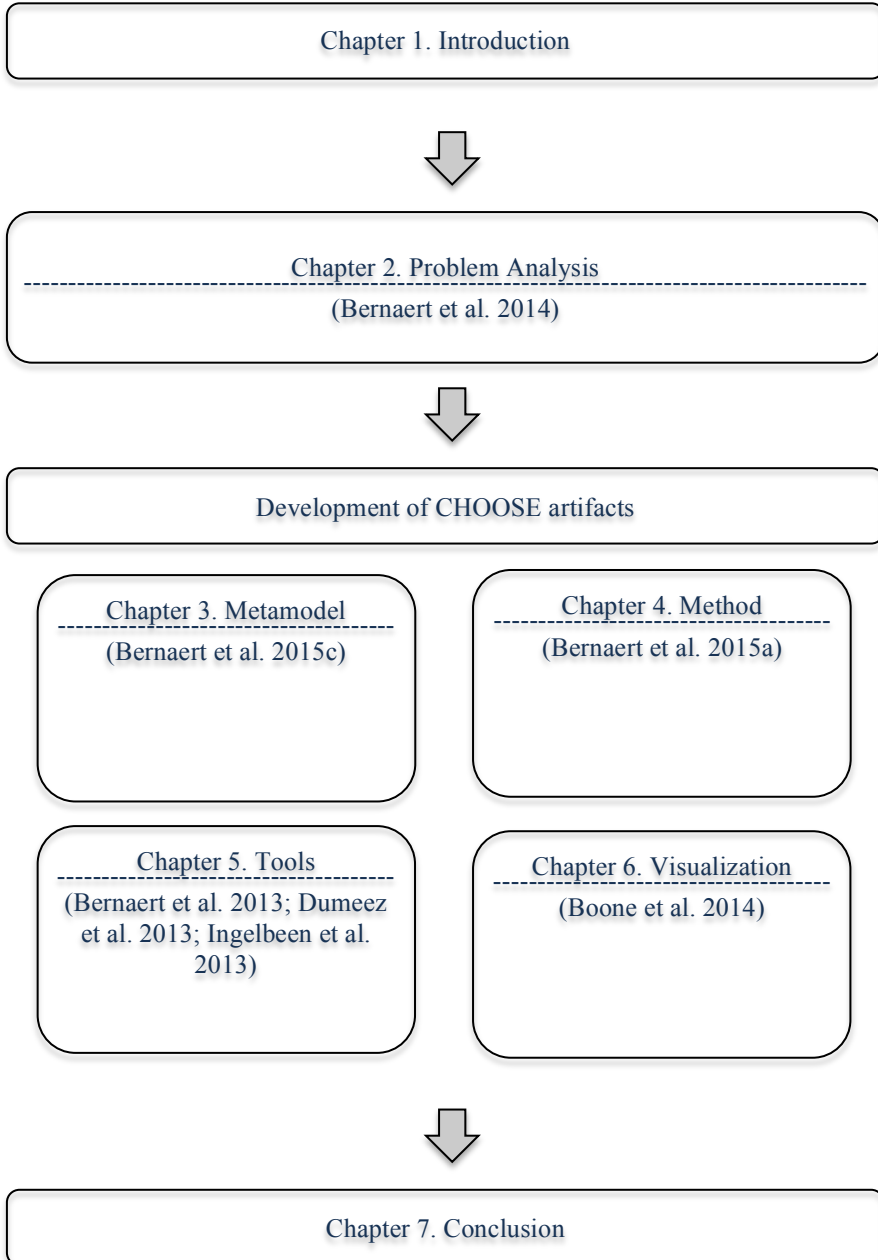 Chapter 1. Introduction
Chapter 2. Problem Analysis
(Bernaert et al. 2014)
Development of CHOOSE artifacts
Chapter 3. Metamodel
(Bernaert et al. 2015c)
Chapter 4. Method
(Bernaert et al. 2015a)
Chapter 5. Tools
(Bernaert et al. 2013; Dumeez
et al. 2013; Ingelbeen et al.
2013)
Chapter 6. Visualization
(Boone et al. 2014)
Chapter 7. Conclusion